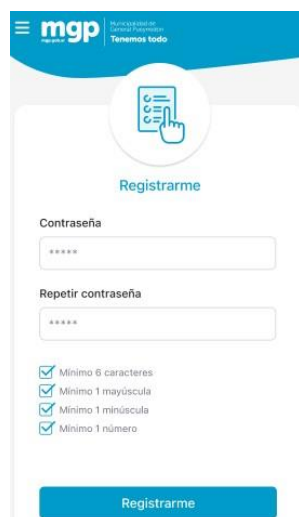 mgp
Municipalidad de
General Pueyrredon
Tenemos todo
Registrarme
Contraseña
*****
Repetir contraseña
*****
Mínimo 6 caracteres
Mínimo 1 mayúscula
Mínimo 1 minúscula
Mínimo 1 número
Registrarme